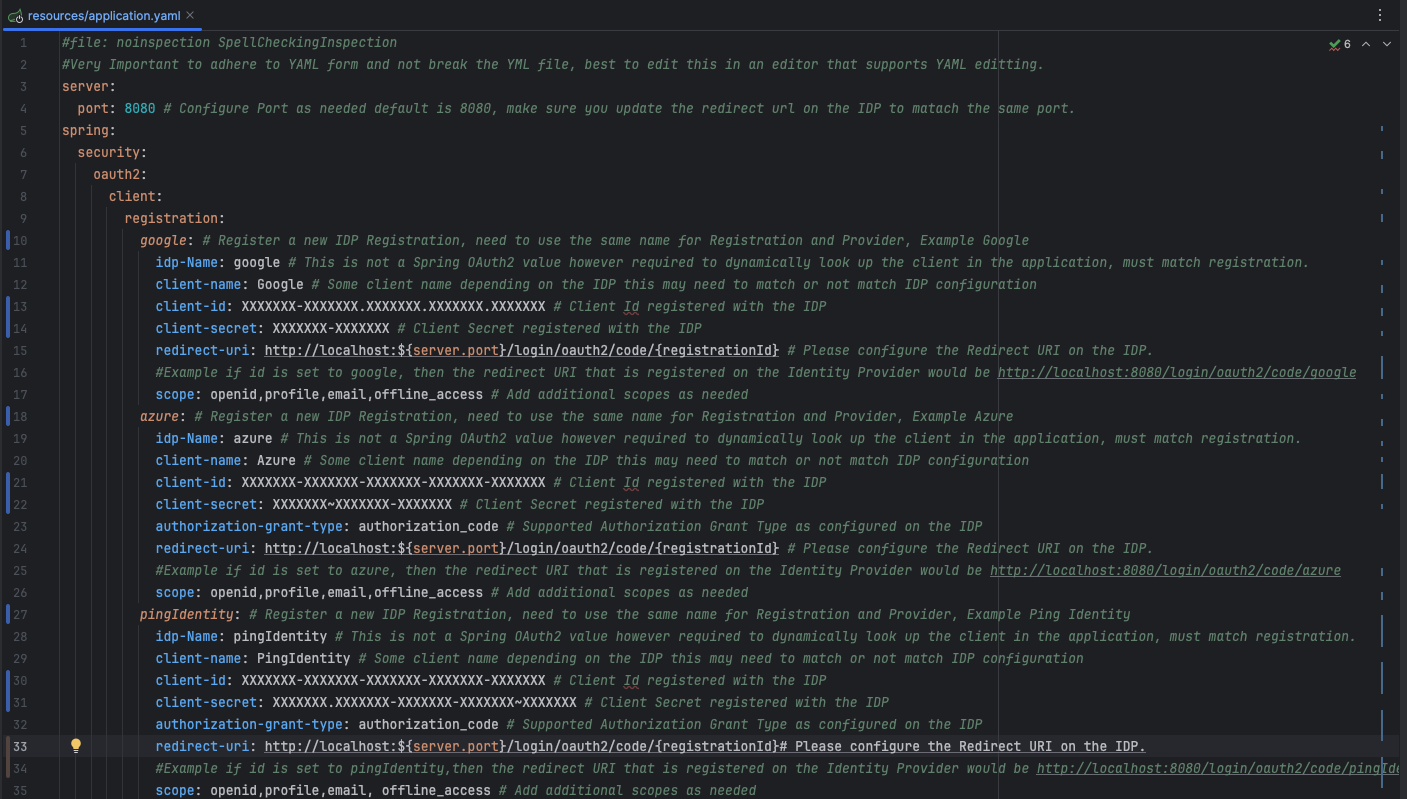 resources/application.yaml
6
1 #file: noinspection SpellCheckingInspection
2 #Very Important to adhere to YAML form and not break the YML file, best to edit this in an editor that supports YAML editting.
3 server:
4 port: 8080 # Configure Port as needed default is 8080, make sure you update the redirect url on the IDP to matach the same port.
5 spring:
6 security:
7 oauth2:
8 client:
9 registration:
10 google: # Register a new IDP Registration, need to use the same name for Registration and Provider, Example Google
11 idp-Name: google # This is not a Spring OAuth2 value however required to dynamically look up the client in the application, must match registration.
12 client-name: Google # Some client name depending on the IDP this may need to match or not match IDP configuration
13 client-id: XXXXXXX-XXXXXXX.XXXXXXX.XXXXXXX.XXXXXXX # Client Id registered with the IDP
14 client-secret: XXXXXXX-XXXXXXX # Client Secret registered with the IDP
15 redirect-uri: http://localhost:${server.port}/login/oauth2/code/{registrationId} # Please configure the Redirect URI on the IDP.
16 #Example if id is set to google, then the redirect URI that is registered on the Identity Provider would be http://localhost:8080/login/oauth2/code/google
17 scope: openid,profile,email,offline_access # Add additional scopes as needed
18 azure: # Register a new IDP Registration, need to use the same name for Registration and Provider, Example Azure
19 idp-Name: azure # This is not a Spring OAuth2 value however required to dynamically look up the client in the application, must match registration.
20 client-name: Azure # Some client name depending on the IDP this may need to match or not match IDP configuration
21 client-id: XXXXXXX-XXXXXXX-XXXXXXX-XXXXXXX-XXXXXXX # Client Id registered with the IDP
22 client-secret: XXXXXXX~XXXXXXX-XXXXXXX # Client Secret registered with the IDP
23 authorization-grant-type: authorization_code # Supported Authorization Grant Type as configured on the IDP
24 redirect-uri: http://localhost:${server.port}/login/oauth2/code/{registrationId} # Please configure the Redirect URI on the IDP.
25 #Example if id is set to azure, then the redirect URI that is registered on the Identity Provider would be http://localhost:8080/login/oauth2/code/azure
26 scope: openid,profile,email,offline_access # Add additional scopes as needed
27 pingIdentity: # Register a new IDP Registration, need to use the same name for Registration and Provider, Example Ping Identity
28 idp-Name: pingIdentity # This is not a Spring OAuth2 value however required to dynamically look up the client in the application, must match registration.
29 client-name: PingIdentity # Some client name depending on the IDP this may need to match or not match IDP configuration
30 client-id: XXXXXXX-XXXXXXX-XXXXXXX-XXXXXXX-XXXXXXX # Client Id registered with the IDP
31 client-secret: XXXXXXX.XXXXXXX-XXXXXXX-XXXXXXX~XXXXXXX # Client Secret registered with the IDP
32 authorization-grant-type: authorization_code # Supported Authorization Grant Type as configured on the IDP
33 redirect-uri: http://localhost:${server.port}/login/oauth2/code/{registrationId}# Please configure the Redirect URI on the IDP.
34 #Example if id is set to pingIdentity,then the redirect URI that is registered on the Identity Provider would be http://localhost:8080/login/oauth2/code/pingIde
35 scope: openid,profile,email, offline_access # Add additional scopes as needed